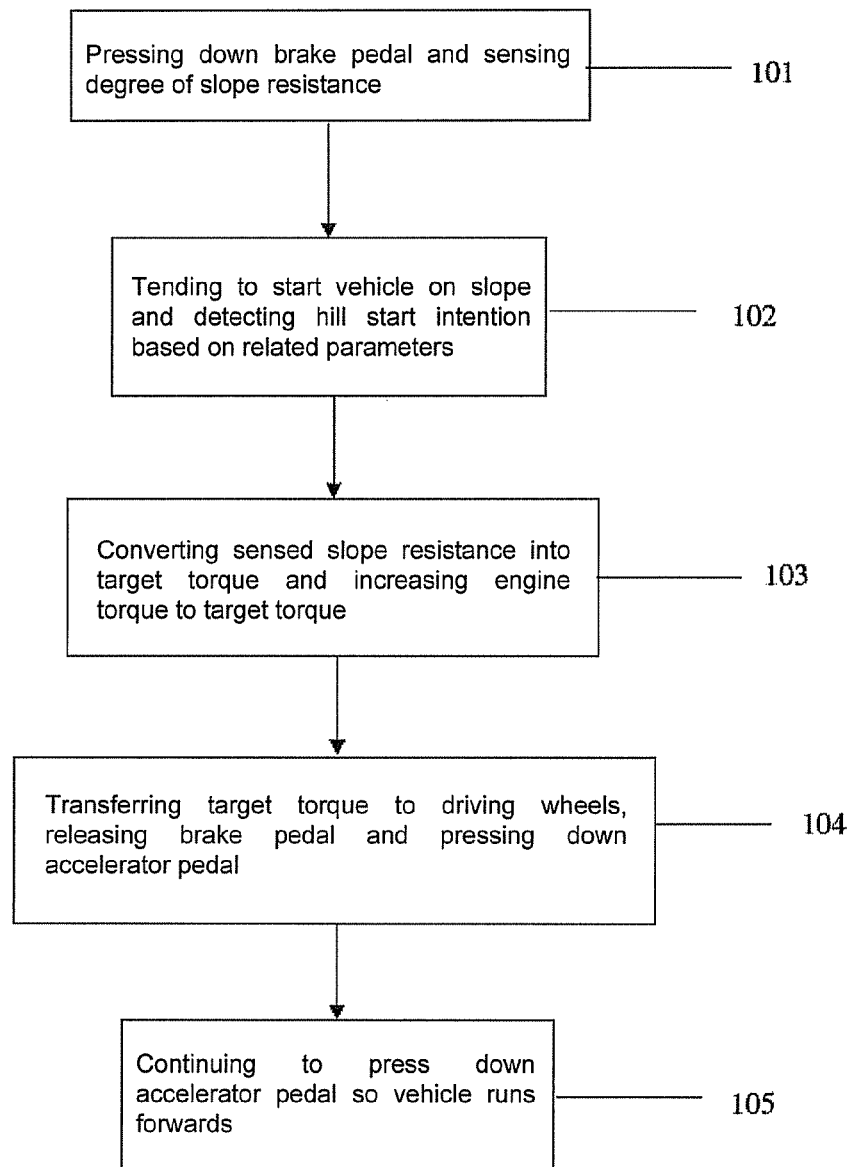 Pressing down brake pedal and sensing
degree of slope resistance
101
Tending to start vehicle on slope
and detecting hill start intention
based on related parameters
102
Converting sensed slope resistance into
target torque and increasing engine
torque to target torque
103
Transferring target torque to driving wheels,
releasing brake pedal and pressing down
accelerator pedal
104
Continuing to press down
accelerator pedal so vehicle runs
forwards
105